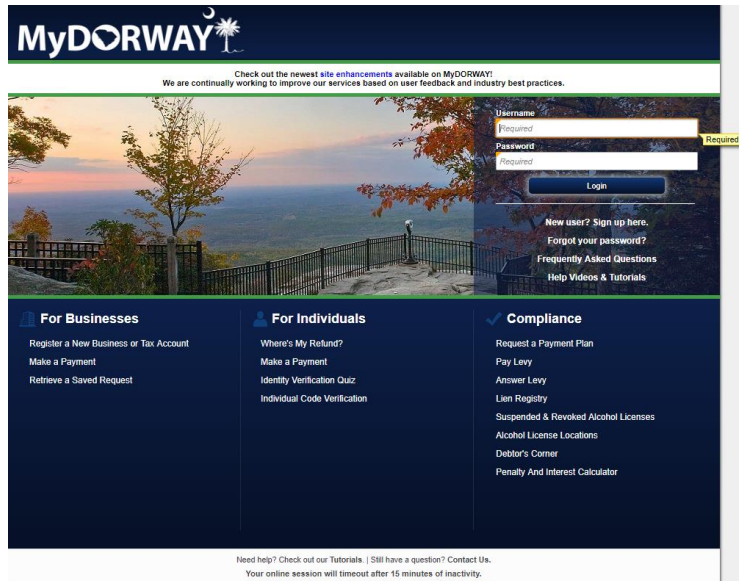 MyDORWAY
Check out the newest site enhancements available on MyDORWAY!
We are continually working to improve our services based on user feedback and industry best practices.
Username
Required
Required
Password
Required
Login
New user? Sign up here.
Forgot your password?
Frequently Asked Questions
Help Videos & Tutorials
For Businesses
Register a New Business or Tax Account
Make a Payment
Retrieve a Saved Request
For Individuals
Where's My Refund?
Make a Payment
Identity Verification Quiz
Individual Code Verification
Compliance
Request a Payment Plan
Pay Levy
Answer Levy
Lien Registry
Suspended & Revoked Alcohol Licenses
Alcohol License Locations
Debtor's Corner
Penalty And Interest Calculator
Need help? Check out our Tutorials. | Still have a question? Contact Us.
Your online session will timeout after 15 minutes of inactivity.